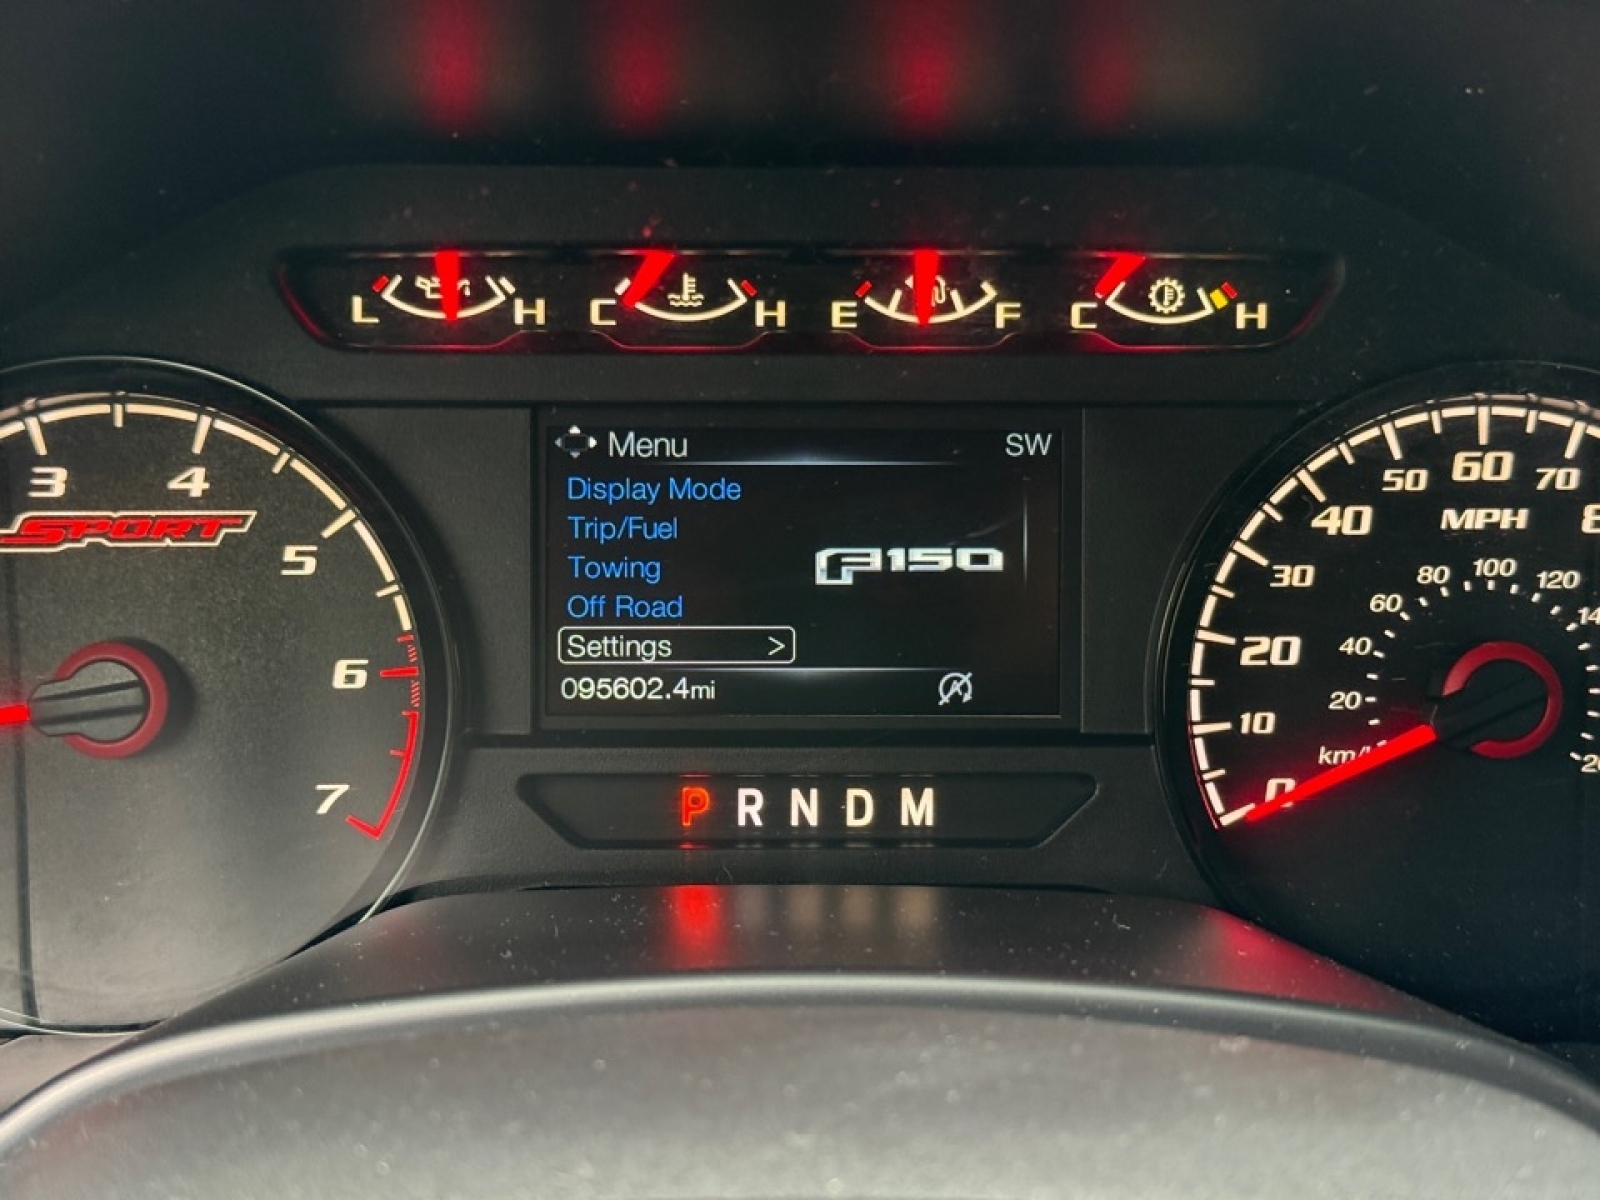 L H C H E F C H
Menu SW
Display Mode
Trip/Fuel
Towing
Off Road
Settings >
F150
095602.4mi
P R N D M
3 4 5 6 7
SPORT
0 10 20 30 40 50 60 70
MPH
20 40 60 80 100 120